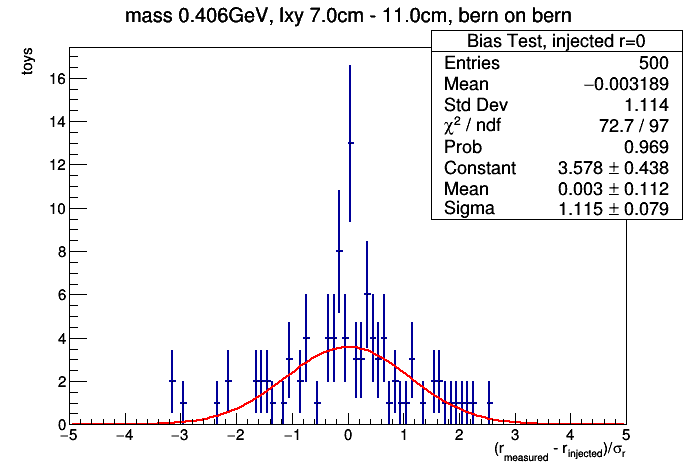 mass 0.406GeV, lxy 7.0cm - 11.0cm, bern on bern
toys
Bias Test, injected r=0
Entries 500
Mean −0.003189
Std Dev 1.114
χ² / ndf 72.7 / 97
Prob 0.969
Constant 3.578 ± 0.438
Mean 0.003 ± 0.112
Sigma 1.115 ± 0.079
16
14
12
10
8
6
4
2
0
−5 −4 −3 −2 −1 0 1 2 3 4 5
(r_measured - r_injected)/σ_r